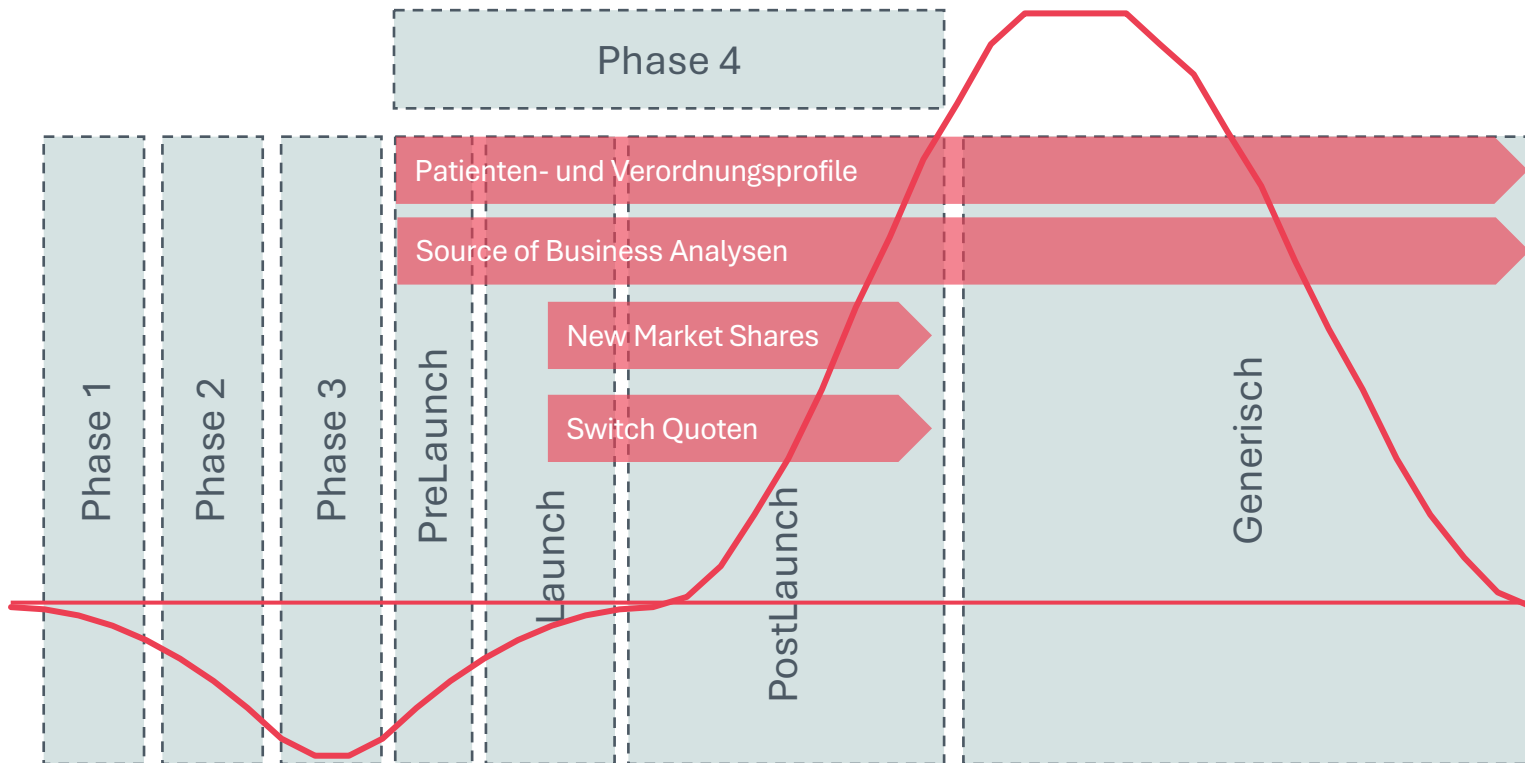 Phase 4
Patienten- und Verordnungsprofile
Source of Business Analysen
New Market Shares
Switch Quoten
Phase 1
Phase 2
Phase 3
PreLaunch
Launch
PostLaunch
Generisch